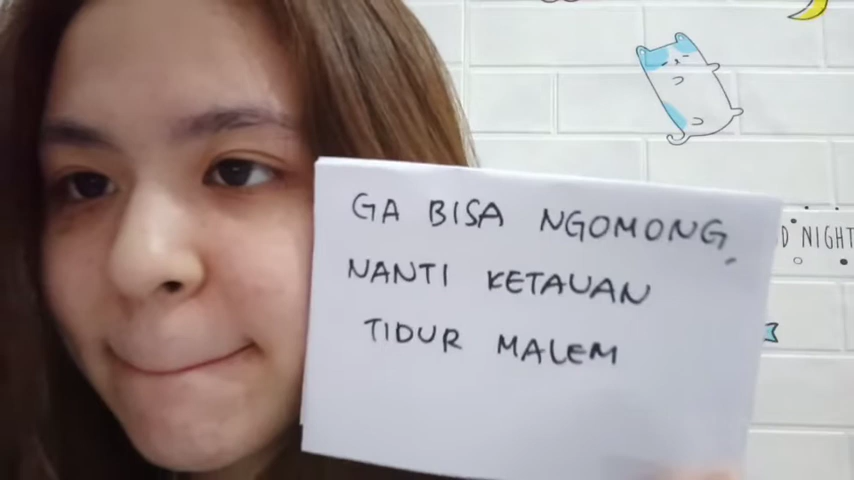 GA BISA NGOMONG,
NANTI KETAUAN
TIDUR MALEM
D NIGHT